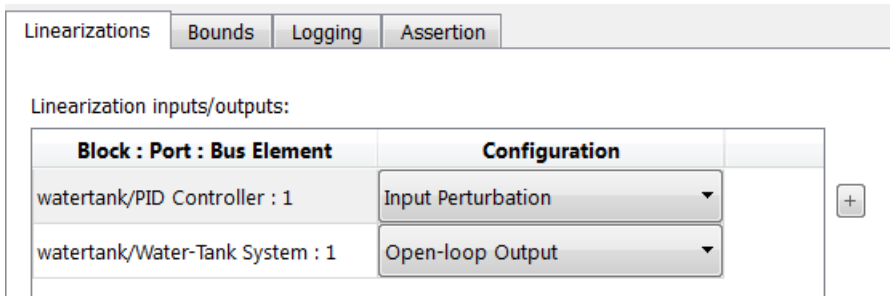 Linearizations Bounds Logging Assertion
Linearization inputs/outputs:
Block : Port : Bus Element Configuration
watertank/PID Controller : 1 Input Perturbation +
watertank/Water-Tank System : 1 Open-loop Output